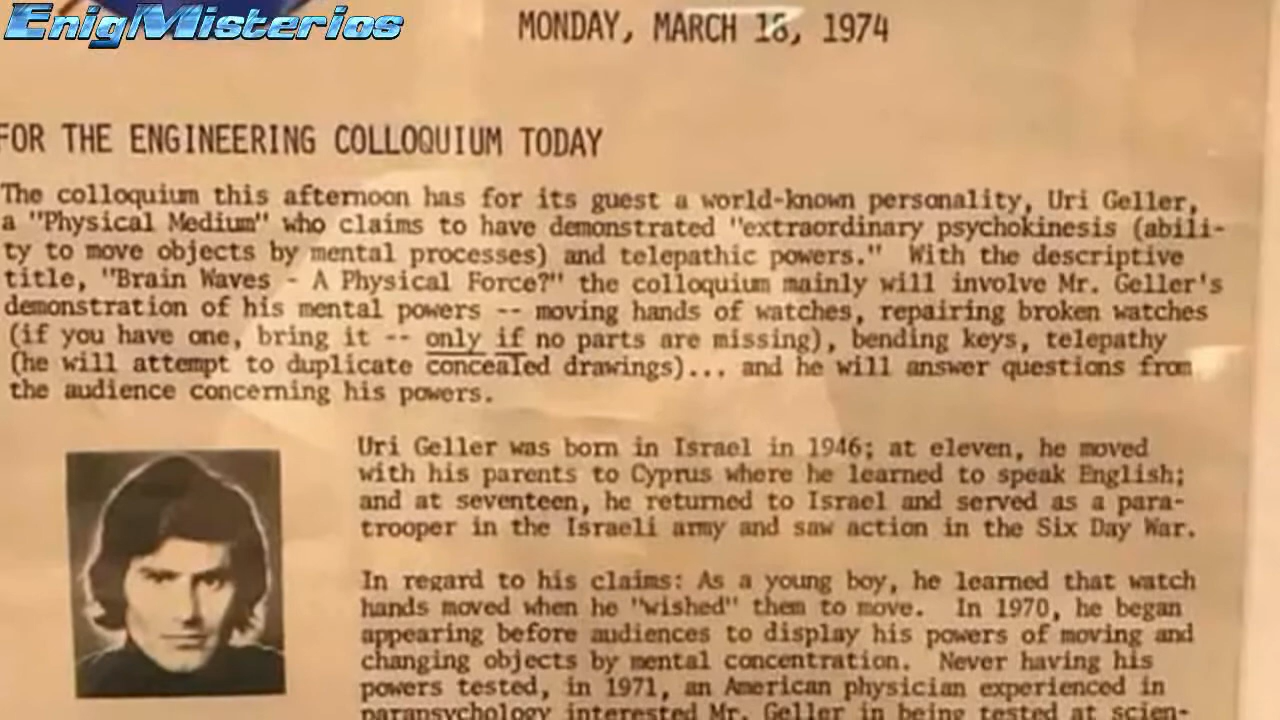 EnigMisterios
MONDAY, MARCH 18, 1974
FOR THE ENGINEERING COLLOQUIUM TODAY
The colloquium this afternoon has for its guest a world-known personality, Uri Geller,
a "Physical Medium" who claims to have demonstrated "extraordinary psychokinesis (abili-
ty to move objects by mental processes) and telepathic powers." With the descriptive
title, "Brain Waves - A Physical Force?" the colloquium mainly will involve Mr. Geller's
demonstration of his mental powers -- moving hands of watches, repairing broken watches
(if you have one, bring it -- only if no parts are missing), bending keys, telepathy
(he will attempt to duplicate concealed drawings)... and he will answer questions from
the audience concerning his powers.
Uri Geller was born in Israel in 1946; at eleven, he moved
with his parents to Cyprus where he learned to speak English;
and at seventeen, he returned to Israel and served as a para-
trooper in the Israeli army and saw action in the Six Day War.
In regard to his claims: As a young boy, he learned that watch
hands moved when he "wished" them to move. In 1970, he began
appearing before audiences to display his powers of moving and
changing objects by mental concentration. Never having his
powers tested, in 1971, an American physician experienced in
parapsychology interested Mr. Geller in being tested at scien-